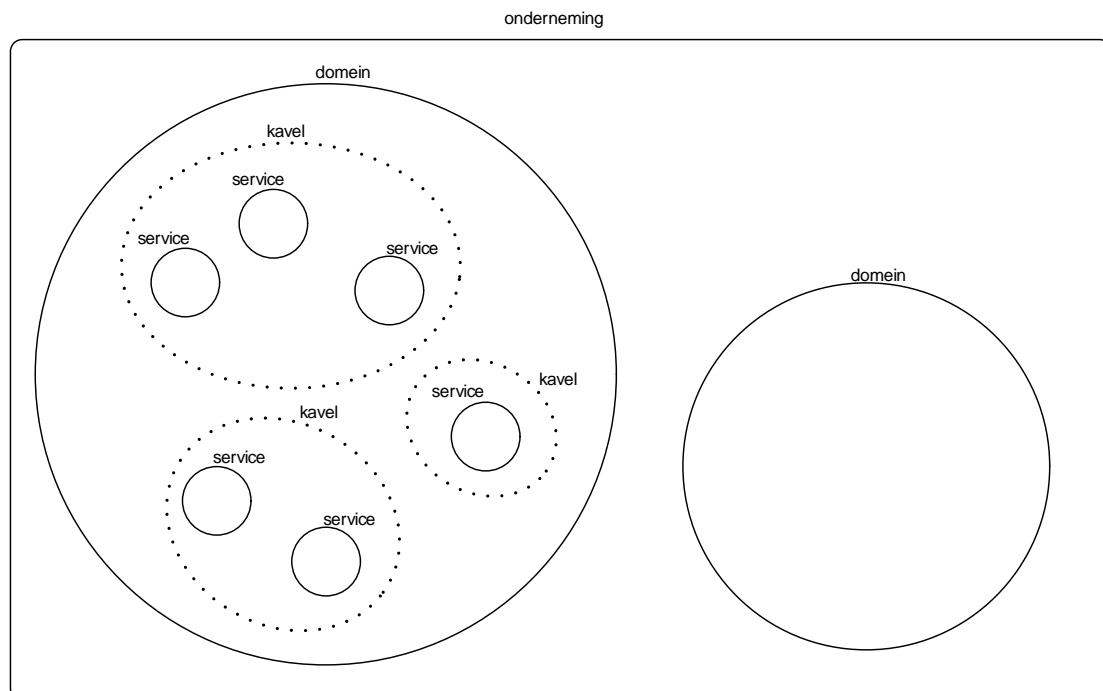 onderneming
domein
kavel
service
service
service
domein
kavel
service
kavel
service
service